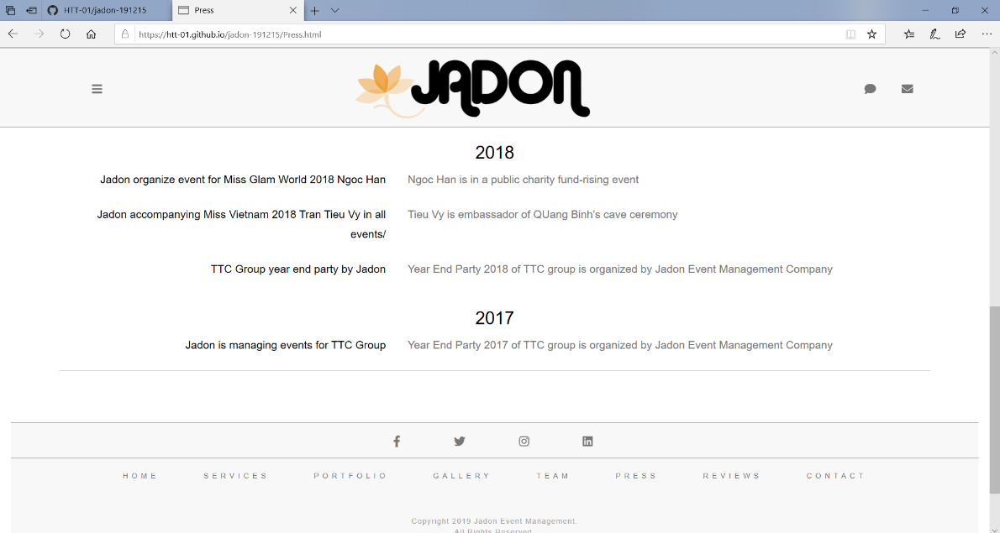 HTT-01/jadon-191215
Press
https://htt-01.github.io/jadon-191215/Press.html
JADON
2018
Jadon organize event for Miss Glam World 2018 Ngoc Han
Ngoc Han is in a public charity fund-rising event
Jadon accompanying Miss Vietnam 2018 Tran Tieu Vy in all
events/
Tieu Vy is embassador of QUang Binh's cave ceremony
TTC Group year end party by Jadon
Year End Party 2018 of TTC group is organized by Jadon Event Management Company
2017
Jadon is managing events for TTC Group
Year End Party 2017 of TTC group is organized by Jadon Event Management Company
HOME SERVICES PORTFOLIO GALLERY TEAM PRESS REVIEWS CONTACT
Copyright 2019 Jadon Event Management.
All Rights Reserved